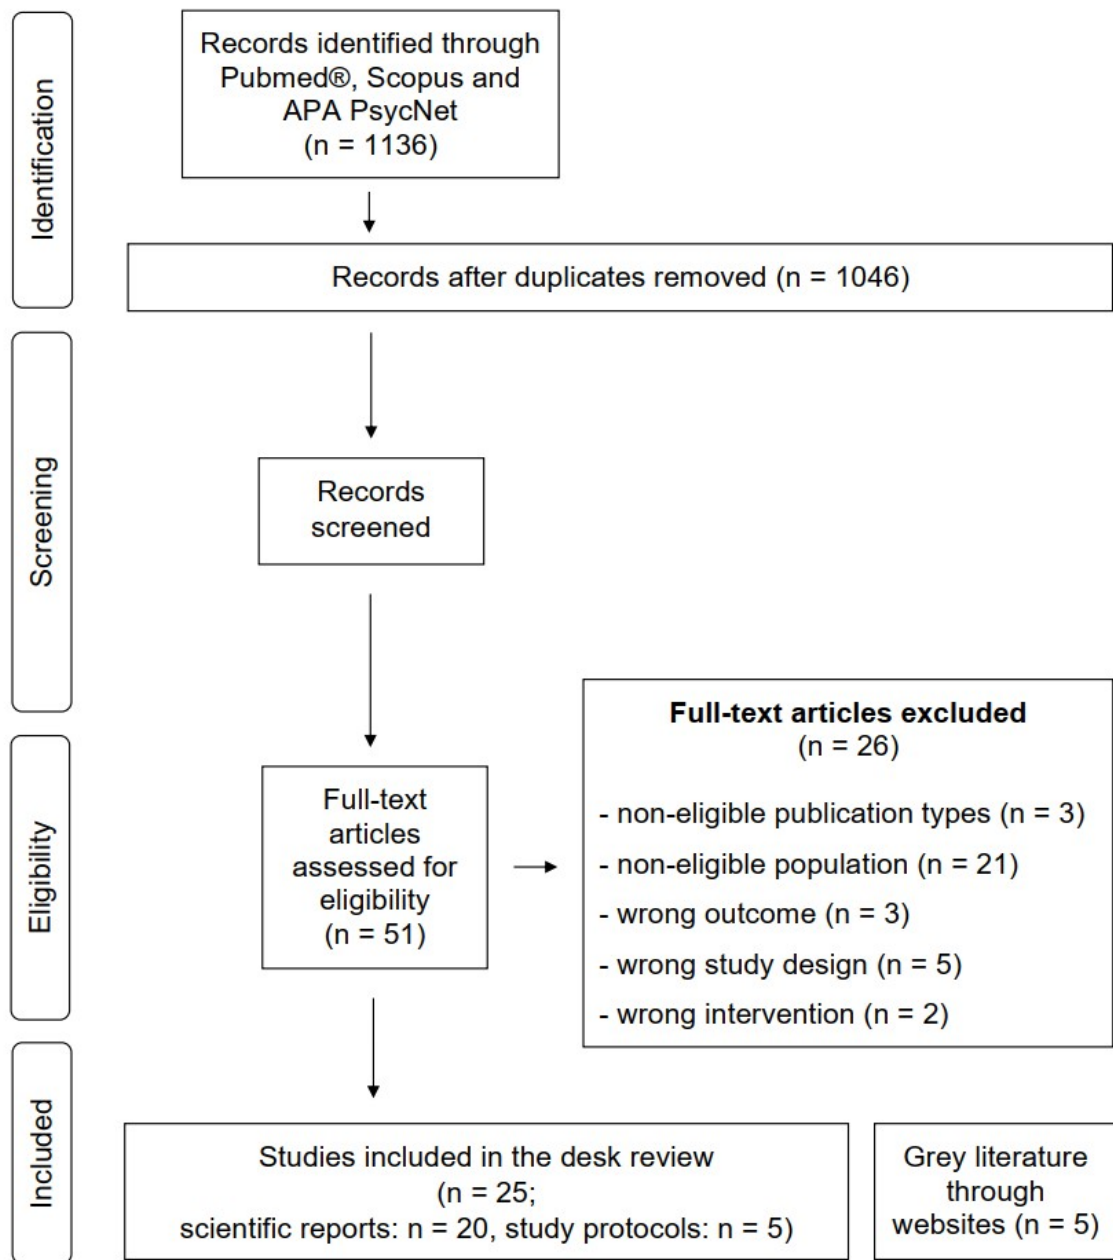 Identification
Records identified through
Pubmed®, Scopus and
APA PsycNet
(n = 1136)
Records after duplicates removed (n = 1046)
Screening
Records
screened
Eligibility
Full-text
articles
assessed for
eligibility
(n = 51)
Full-text articles excluded
(n = 26)
- non-eligible publication types (n = 3)
- non-eligible population (n = 21)
- wrong outcome (n = 3)
- wrong study design (n = 5)
- wrong intervention (n = 2)
Included
Studies included in the desk review
(n = 25;
scientific reports: n = 20, study protocols: n = 5)
Grey literature
through
websites (n = 5)